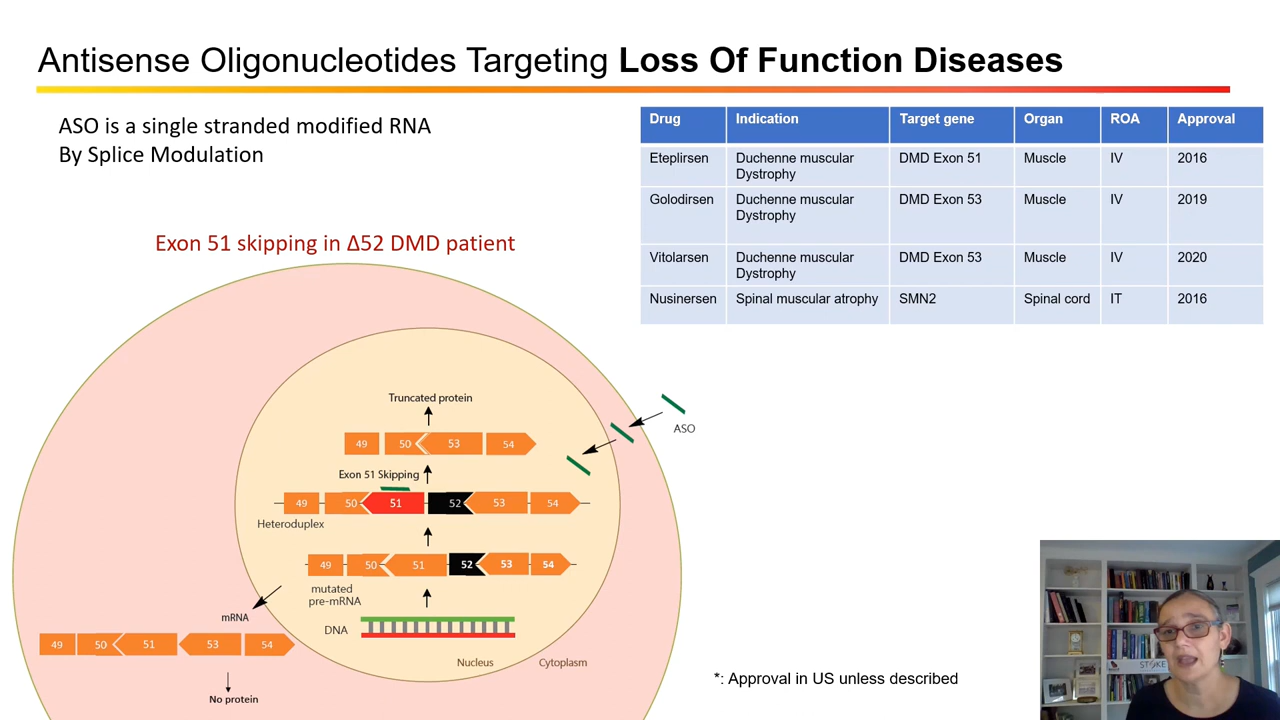 Antisense Oligonucleotides Targeting Loss Of Function Diseases
ASO is a single stranded modified RNA
By Splice Modulation
Drug Indication Target gene Organ ROA Approval
Eteplirsen Duchenne muscular Dystrophy DMD Exon 51 Muscle IV 2016
Golodirsen Duchenne muscular Dystrophy DMD Exon 53 Muscle IV 2019
Vitolarsen Duchenne muscular Dystrophy DMD Exon 53 Muscle IV 2020
Nusinersen Spinal muscular atrophy SMN2 Spinal cord IT 2016
Exon 51 skipping in Δ52 DMD patient
Truncated protein
49 50 53 54
ASO
Exon 51 Skipping
49 50 51 52 53 54
Heteroduplex
49 50 51 52 53 54
mutated
pre-mRNA
mRNA
DNA
49 50 51 53 54
Nucleus Cytoplasm
No protein
*: Approval in US unless described